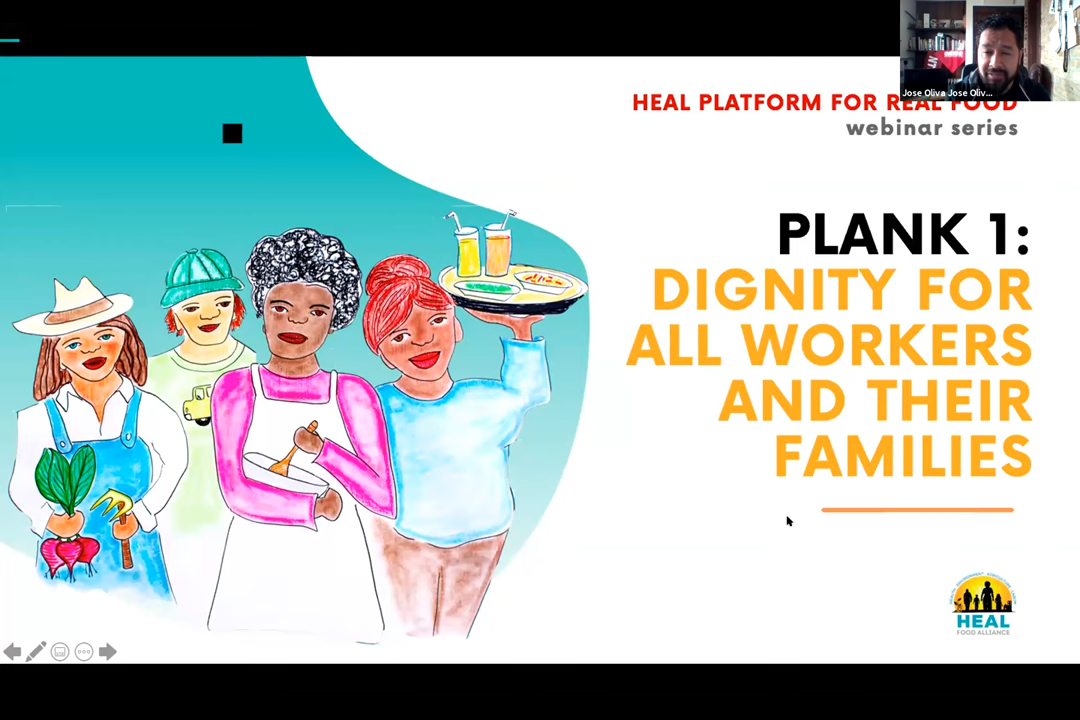 Jose Oliva Jose Oliv...
HEAL PLATFORM FOR REAL FOOD
webinar series
PLANK 1:
DIGNITY FOR
ALL WORKERS
AND THEIR
FAMILIES
HEAL
FOOD ALLIANCE